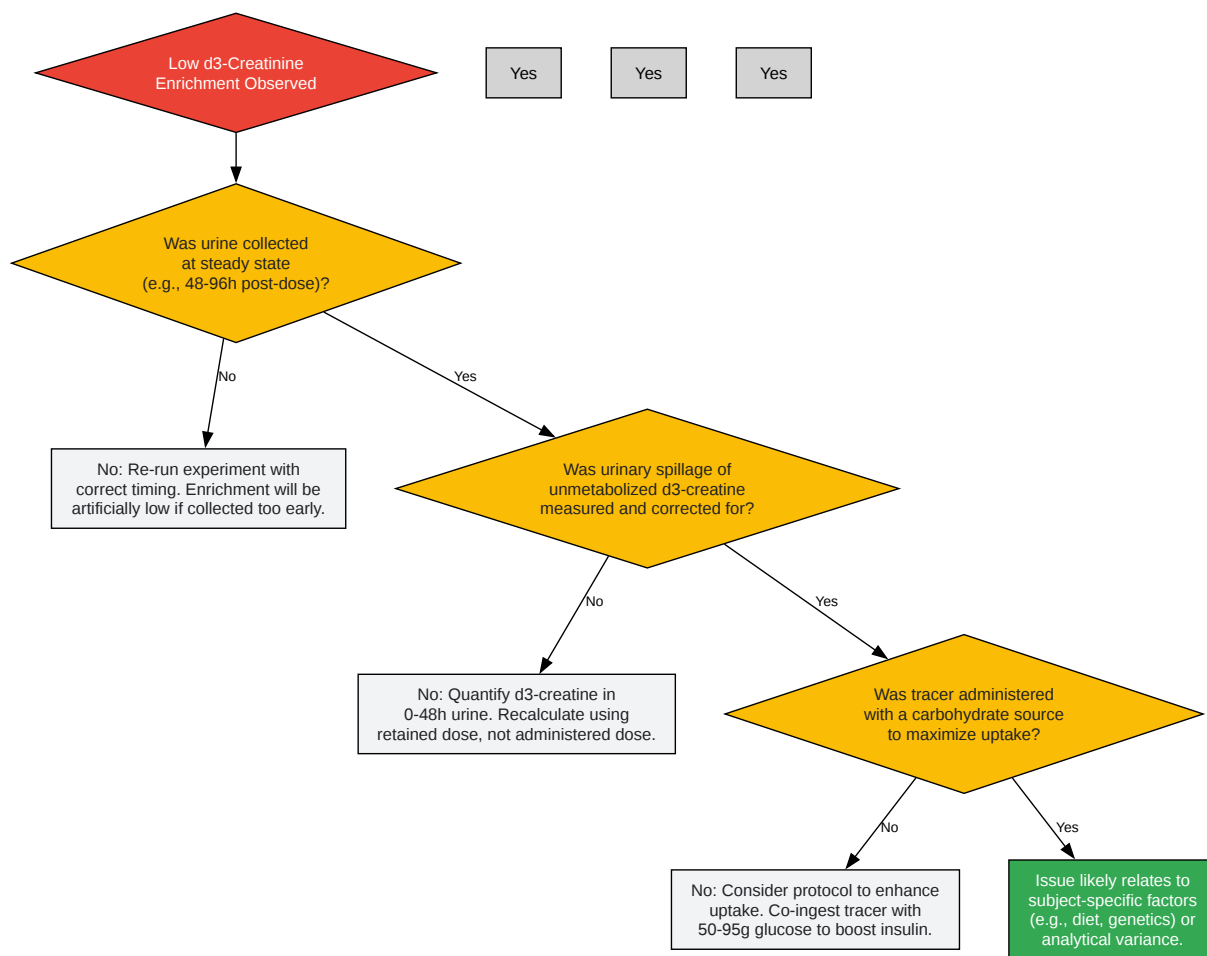 Low d3-Creatinine
Enrichment Observed
Yes
Yes
Yes
Was urine collected
at steady state
(e.g., 48-96h post-dose)?
No
Yes
No: Re-run experiment with
correct timing. Enrichment will be
artificially low if collected too early.
Was urinary spillage of
unmetabolized d3-creatine
measured and corrected for?
No
Yes
No: Quantify d3-creatine in
0-48h urine. Recalculate using
retained dose, not administered dose.
Was tracer administered
with a carbohydrate source
to maximize uptake?
No
Yes
No: Consider protocol to enhance
uptake. Co-ingest tracer with
50-95g glucose to boost insulin.
Issue likely relates to
subject-specific factors
(e.g., diet, genetics) or
analytical variance.